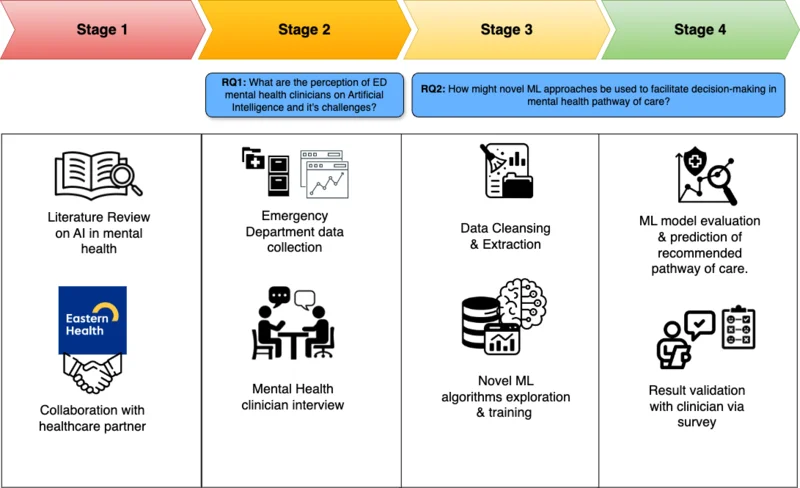 Stage 1
Stage 2
Stage 3
Stage 4
RQ1: What are the perception of ED
mental health clinicians on Artificial
Intelligence and it's challenges?
RQ2: How might novel ML approaches be used to facilitate decision-making in
mental health pathway of care?
Literature Review
on AI in mental
health
Eastern
Health
Collaboration with
healthcare partner
Emergency
Department data
collection
Mental Health
clinician interview
Data Cleansing
& Extraction
Novel ML
algorithms exploration
& training
ML model evaluation
& prediction of
recommended
pathway of care.
Result validation
with clinician via
survey